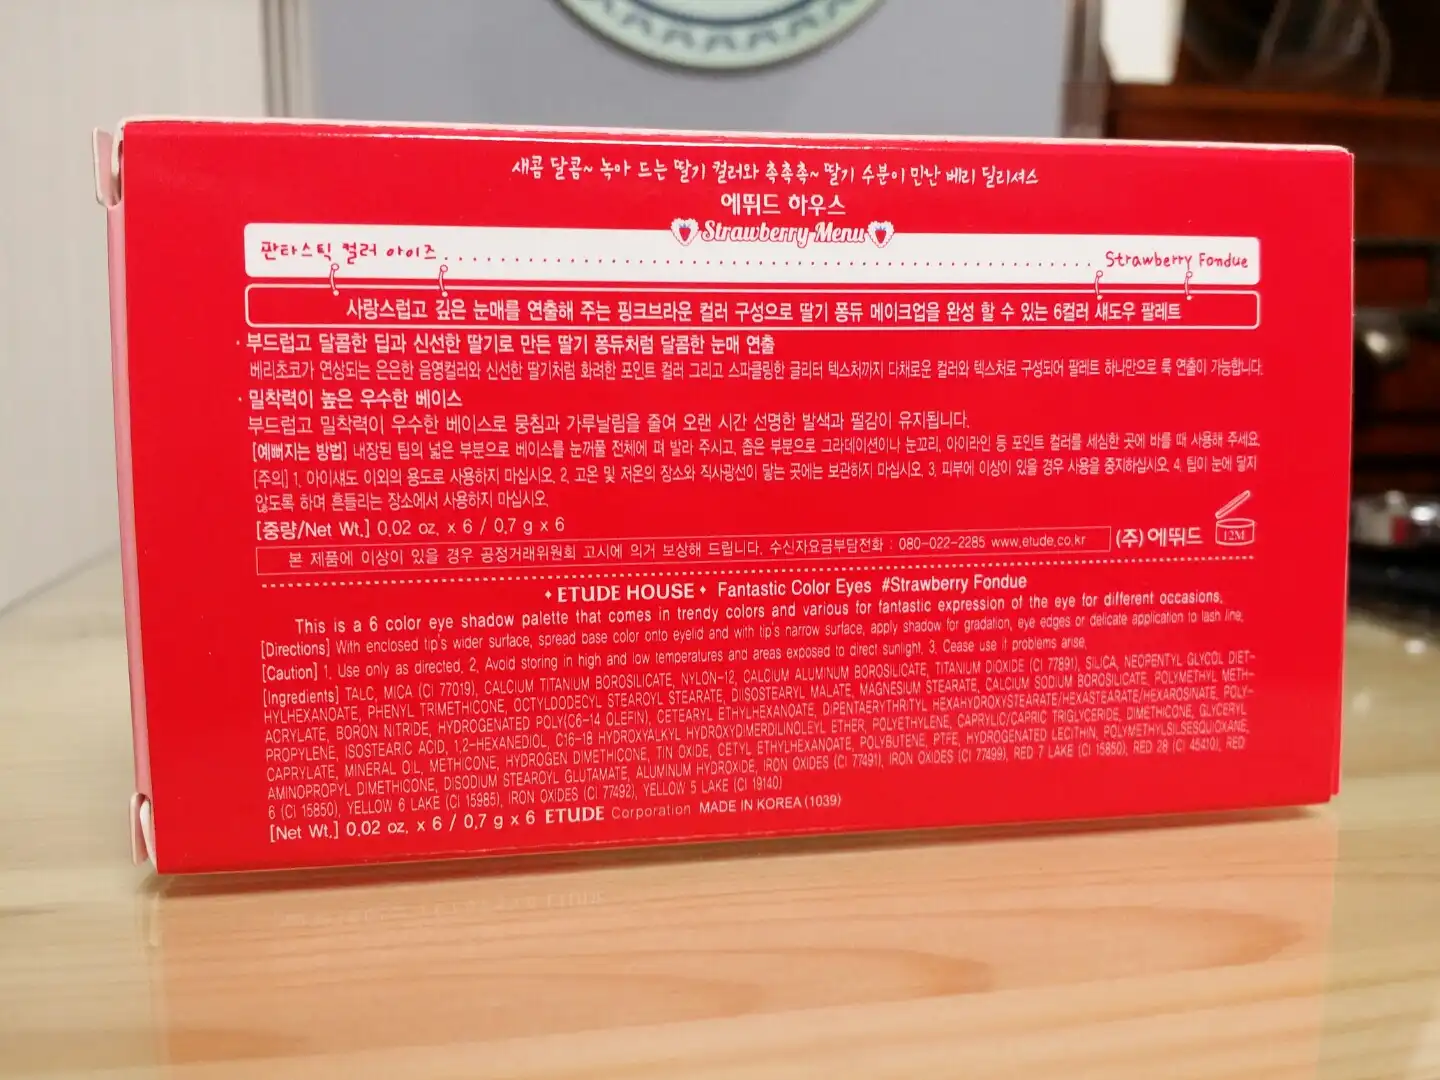 새콤 달콤~ 녹아 드는 딸기 컬러와 촉촉촉~ 딸기 수분이 만난 베리 딜리셔스
에뛰드 하우스
Strawberry Menu
판타스틱 컬러 아이즈 Strawberry Fondue
사랑스럽고 깊은 눈매를 연출해 주는 핑크브라운 컬러 구성으로 딸기 퐁듀 메이크업을 완성 할 수 있는 6컬러 섀도우 팔레트
· 부드럽고 달콤한 딥과 신선한 딸기로 만든 딸기 퐁듀처럼 달콤한 눈매 연출
베리초코가 연상되는 은은한 음영컬러와 신선한 딸기처럼 화려한 포인트 컬러 그리고 스파클링한 글리터 텍스처까지 다채로운 컬러와 텍스처로 구성되어 팔레트 하나만으로 룩 연출이 가능합니다.
· 밀착력이 높은 우수한 베이스
부드럽고 밀착력이 우수한 베이스로 뭉침과 가루날림을 줄여 오랜 시간 선명한 발색과 펄감이 유지됩니다.
[예뻐지는 방법] 내장된 팁의 넓은 부분으로 베이스를 눈꺼풀 전체에 펴 발라 주시고, 좁은 부분으로 그라데이션이나 눈꼬리, 아이라인 등 포인트 컬러를 세심한 곳에 바를 때 사용해 주세요.
[주의] 1. 아이섀도 이외의 용도로 사용하지 마십시오. 2. 고온 및 저온의 장소와 직사광선이 닿는 곳에는 보관하지 마십시오. 3. 피부에 이상이 있을 경우 사용을 중지하십시오. 4. 팁이 눈에 닿지
않도록 하며 흔들리는 장소에서 사용하지 마십시오.
[중량/Net Wt.] 0.02 oz. x 6 / 0.7 g x 6
본 제품에 이상이 있을 경우 공정거래위원회 고시에 의거 보상해 드립니다. 수신자요금부담전화 : 080-022-2285 www.etude.co.kr (주)에뛰드 12M
ETUDE HOUSE Fantastic Color Eyes #Strawberry Fondue
This is a 6 color eye shadow palette that comes in trendy colors and various for fantastic expression of the eye for different occasions.
[Directions] With enclosed tip's wider surface, spread base color onto eyelid and with tip's narrow surface, apply shadow for gradation, eye edges or delicate application to lash line.
[Caution] 1. Use only as directed. 2. Avoid storing in high and low temperatures and areas exposed to direct sunlight. 3. Cease use if problems arise.
[Ingredients] TALC, MICA (CI 77019), CALCIUM TITANIUM BOROSILICATE, NYLON-12, CALCIUM ALUMINUM BOROSILICATE, TITANIUM DIOXIDE (CI 77891), SILICA, NEOPENTYL GLYCOL DIET-
HYLHEXANOATE, PHENYL TRIMETHICONE, OCTYLDODECYL STEAROYL STEARATE, DIISOSTEARYL MALATE, MAGNESIUM STEARATE, CALCIUM SODIUM BOROSILICATE, POLYMETHYL METH-
ACRYLATE, BORON NITRIDE, HYDROGENATED POLY(C6-14 OLEFIN), CETEARYL ETHYLHEXANOATE, DIPENTAERYTHRITYL HEXAHYDROXYSTEARATE/HEXASTEARATE/HEXAROSINATE, POLY-
PROPYLENE, ISOSTEARIC ACID, 1,2-HEXANEDIOL, C16-18 HYDROXYALKYL HYDROXYDIMERDILINOLEYL ETHER, POLYETHYLENE, CAPRYLIC/CAPRIC TRIGLYCERIDE, DIMETHICONE, GLYCERYL
CAPRYLATE, MINERAL OIL, METHICONE, HYDROGEN DIMETHICONE, TIN OXIDE, CETYL ETHYLHEXANOATE, POLYBUTENE, PTFE, HYDROGENATED LECITHIN, POLYMETHYLSILSESQUIOXANE,
AMINOPROPYL DIMETHICONE, DISODIUM STEAROYL GLUTAMATE, ALUMINUM HYDROXIDE, IRON OXIDES (CI 77491), IRON OXIDES (CI 77499), RED 7 LAKE (CI 15850), RED 28 (CI 45410), RED
6 (CI 15850), YELLOW 6 LAKE (CI 15985), IRON OXIDES (CI 77492), YELLOW 5 LAKE (CI 19140)
[Net Wt.] 0.02 oz. x 6 / 0.7 g x 6 ETUDE Corporation MADE IN KOREA (1039)